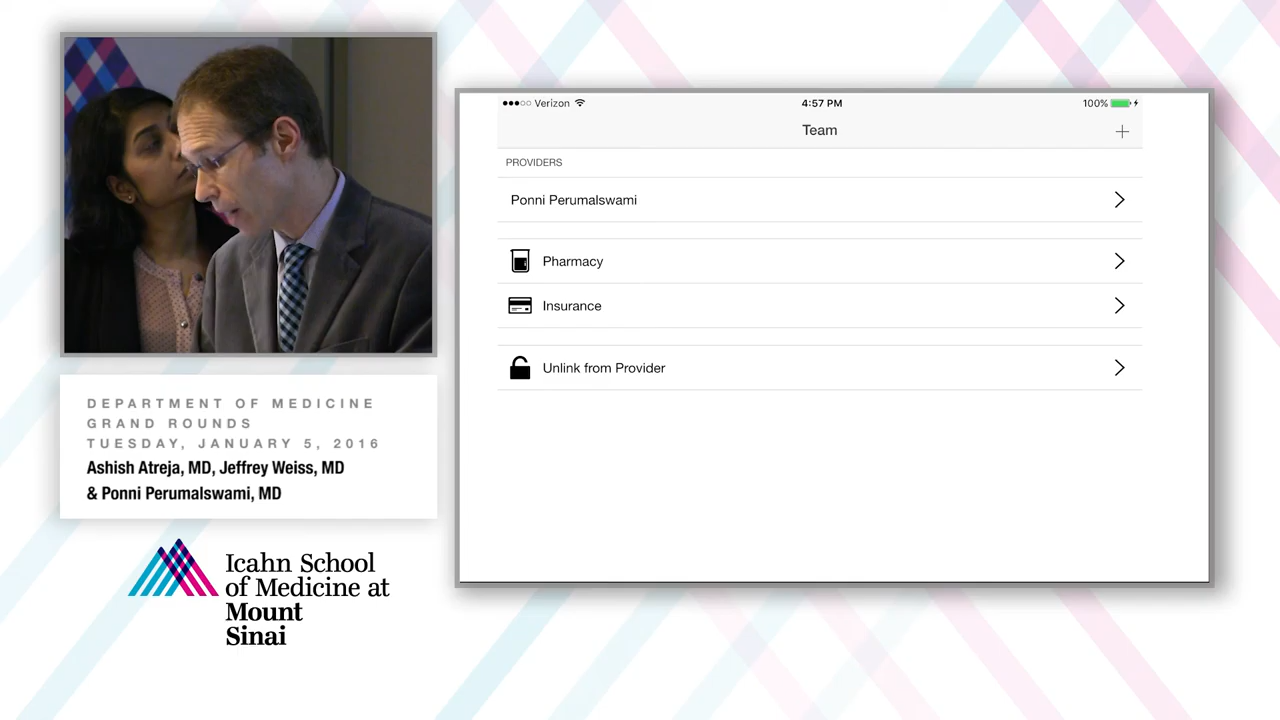 Verizon 4:57 PM 100%
Team
PROVIDERS
Ponni Perumalswami
Pharmacy
Insurance
Unlink from Provider
DEPARTMENT OF MEDICINE
GRAND ROUNDS
TUESDAY, JANUARY 5, 2016
Ashish Atreja, MD, Jeffrey Weiss, MD
& Ponni Perumalswami, MD
Icahn School
of Medicine at
Mount
Sinai